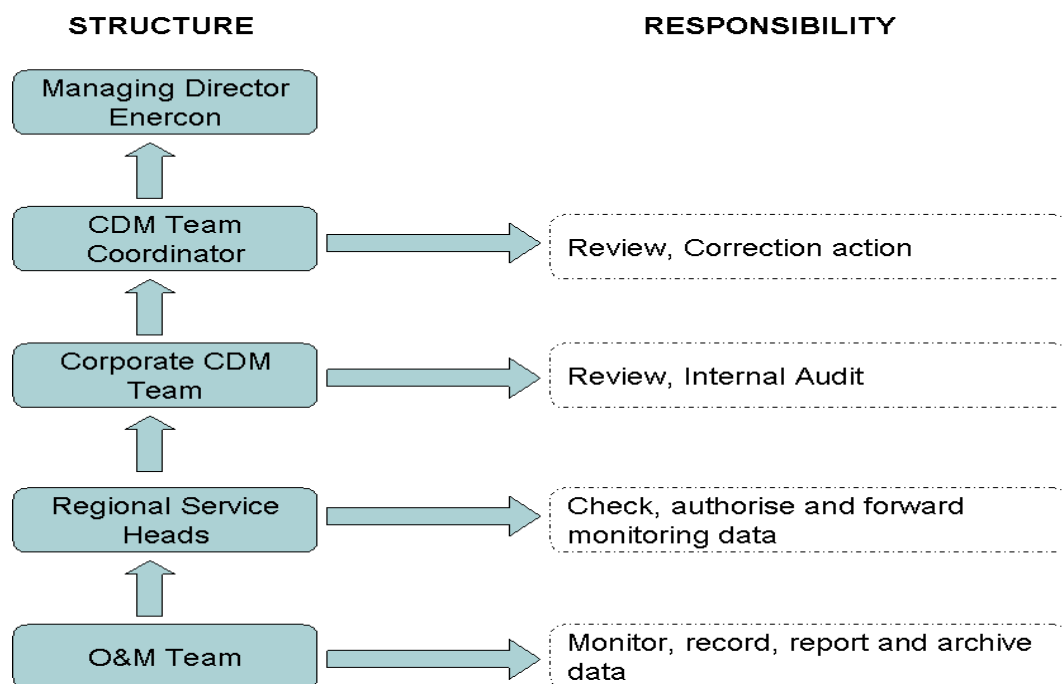 STRUCTURE
RESPONSIBILITY
Managing Director
Enercon
CDM Team
Coordinator
Review, Correction action
Corporate CDM
Team
Review, Internal Audit
Regional Service
Heads
Check, authorise and forward
monitoring data
O&M Team
Monitor, record, report and archive
data